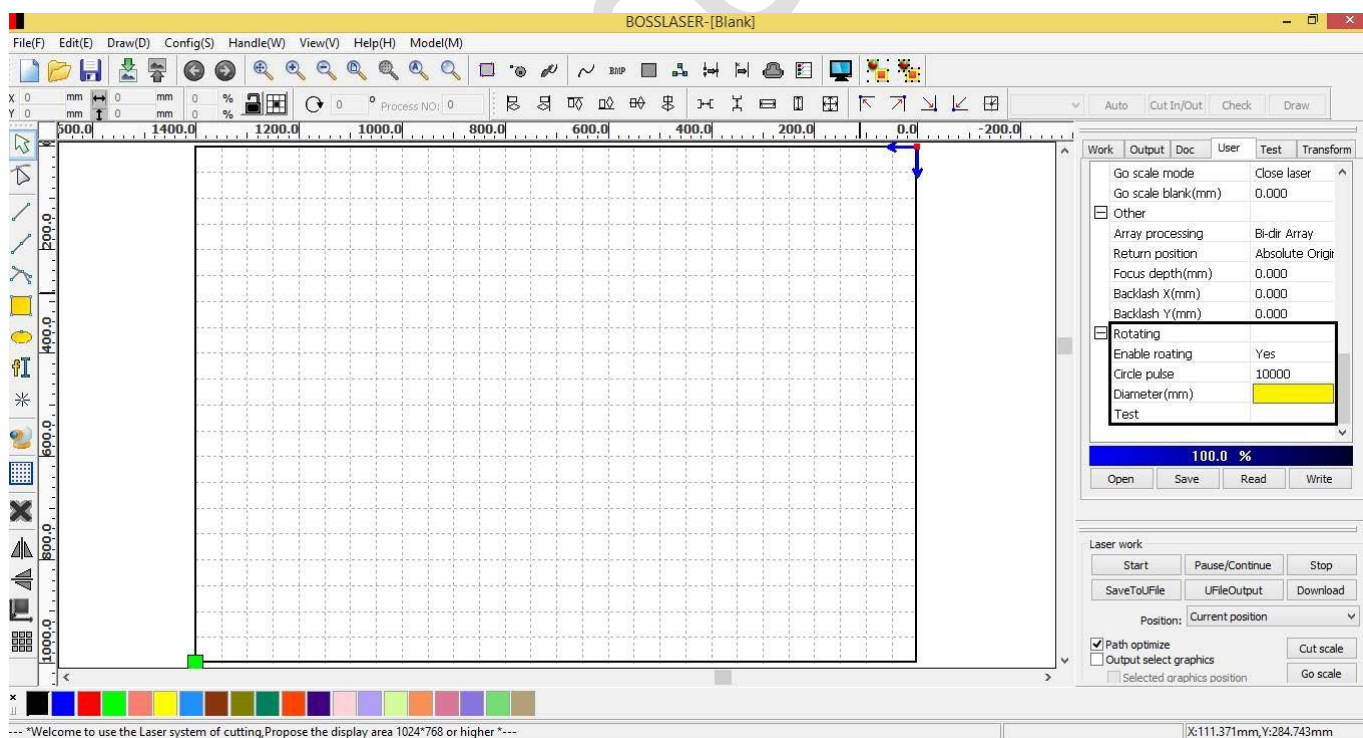 BOSSLASER-[Blank]
File(F) Edit(E) Draw(D) Config(S) Handle(W) View(V) Help(H) Model(M)
BMP
X 0 mm 0 mm 0 %
Y 0 mm 0 mm 0 %
0 ° Process NO: 0
Auto Cut In/Out Check Draw
500.0 1400.0 1200.0 1000.0 800.0 600.0 400.0 200.0 0.0 -200.0
200.0
400.0
600.0
800.0
1000.0
Work Output Doc User Test Transform
Go scale mode Close laser
Go scale blank(mm) 0.000
Other
Array processing Bi-dir Array
Return position Absolute Origin
Focus depth(mm) 0.000
Backlash X(mm) 0.000
Backlash Y(mm) 0.000
Rotating
Enable roating Yes
Circle pulse 10000
Diameter(mm)
Test
100.0 %
Open Save Read Write
Laser work
Start Pause/Continue Stop
SaveToUFile UFileOutput Download
Position: Current position
Path optimize
Cut scale
Output select graphics
Selected graphics position
Go scale
--- *Welcome to use the Laser system of cutting,Propose the display area 1024*768 or higher *---
X:111.371mm,Y:284.743mm